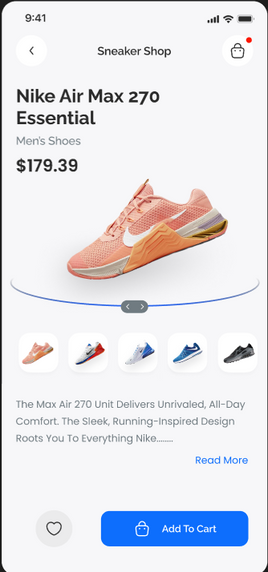 9:41
Sneaker Shop
Nike Air Max 270
Essential
Men's Shoes
$179.39
The Max Air 270 Unit Delivers Unrivaled, All-Day
Comfort. The Sleek, Running-Inspired Design
Roots You To Everything Nike........
Read More
Add To Cart